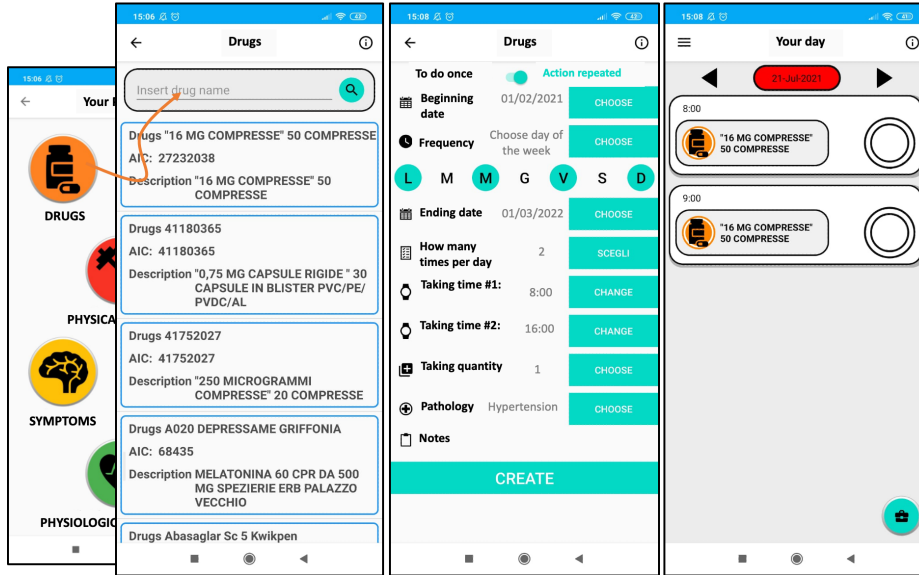 15:06
Your
DRUGS
PHYSICA
SYMPTOMS
PHYSIOLOGIC
15:06
Drugs
Insert drug name
Drugs "16 MG COMPRESSE" 50 COMPRESSE
AIC: 27232038
Description "16 MG COMPRESSE" 50
COMPRESSE
Drugs 41180365
AIC: 41180365
Description "0,75 MG CAPSULE RIGIDE " 30
CAPSULE IN BLISTER PVC/PE/
PVDC/AL
Drugs 41752027
AIC: 41752027
Description "250 MICROGRAMMI
COMPRESSE" 20 COMPRESSE
Drugs A020 DEPRESSAME GRIFFONIA
AIC: 68435
Description MELATONINA 60 CPR DA 500
MG SPEZIERIE ERB PALAZZO
VECCHIO
Drugs Abasaglar Sc 5 Kwikpen
15:08
Drugs
To do once Action repeated
Beginning
date 01/02/2021 CHOOSE
Frequency Choose day of
the week CHOOSE
L M M G V S D
Ending date 01/03/2022 CHOOSE
How many
times per day 2 SCEGLI
Taking time #1: 8:00 CHANGE
Taking time #2: 16:00 CHANGE
Taking quantity 1 CHOOSE
Pathology Hypertension CHOOSE
Notes
CREATE
15:08
Your day
21-Jul-2021
8:00
"16 MG COMPRESSE"
50 COMPRESSE
9:00
"16 MG COMPRESSE"
50 COMPRESSE